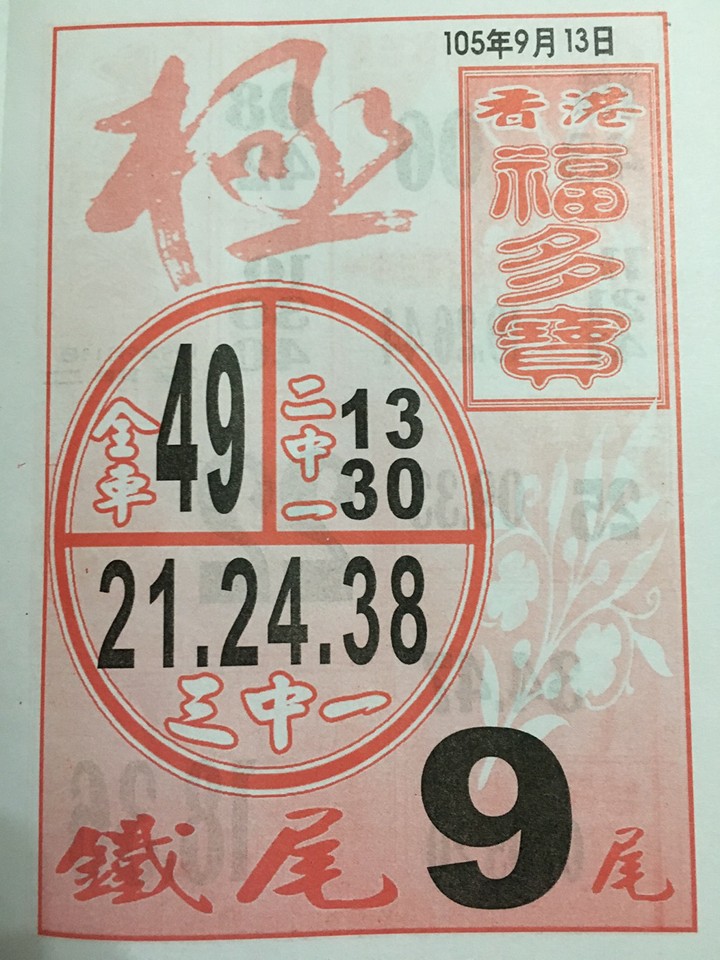 105年9月13日
極
香港
福多寶
全車 49
二中一 13 30
21.24.38
三中一
鐵尾 9 尾